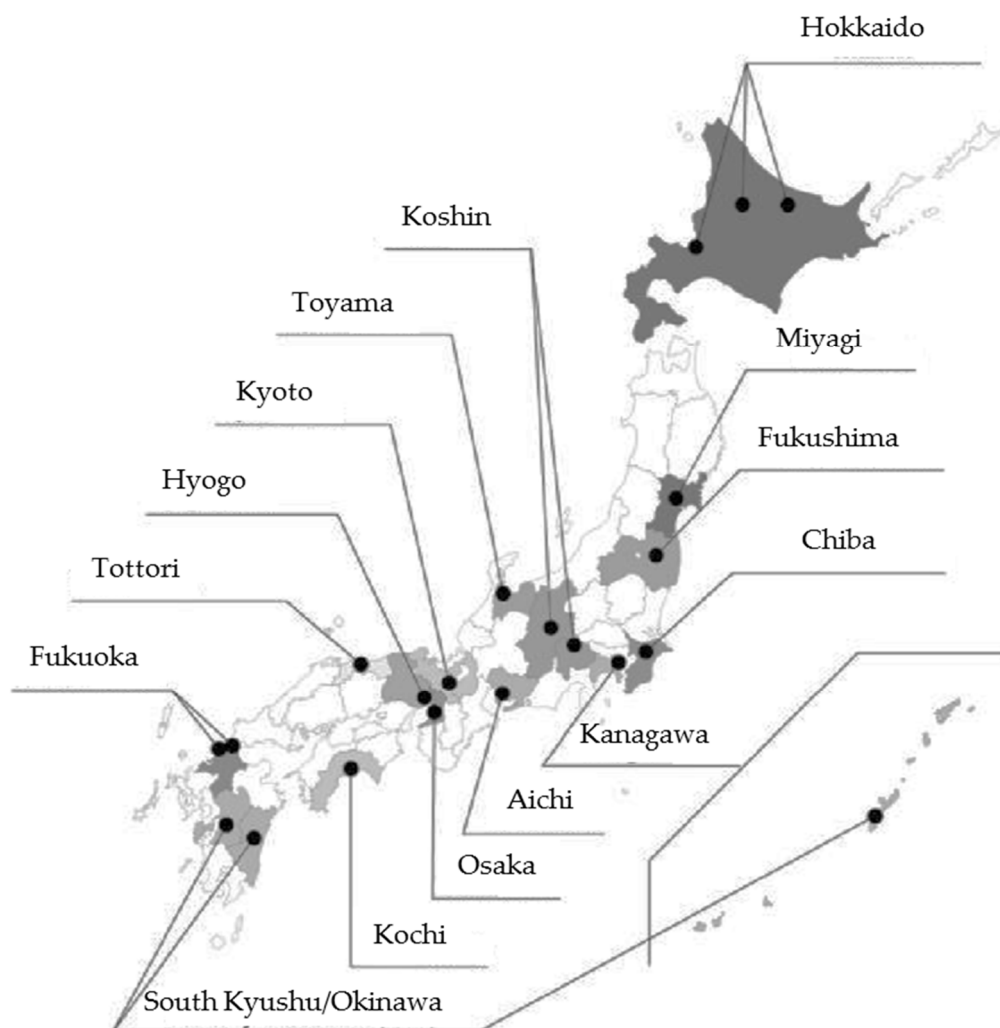 Hokkaido
Koshin
Toyama
Miyagi
Kyoto
Fukushima
Hyogo
Chiba
Tottori
Fukuoka
Kanagawa
Aichi
Osaka
Kochi
South Kyushu/Okinawa